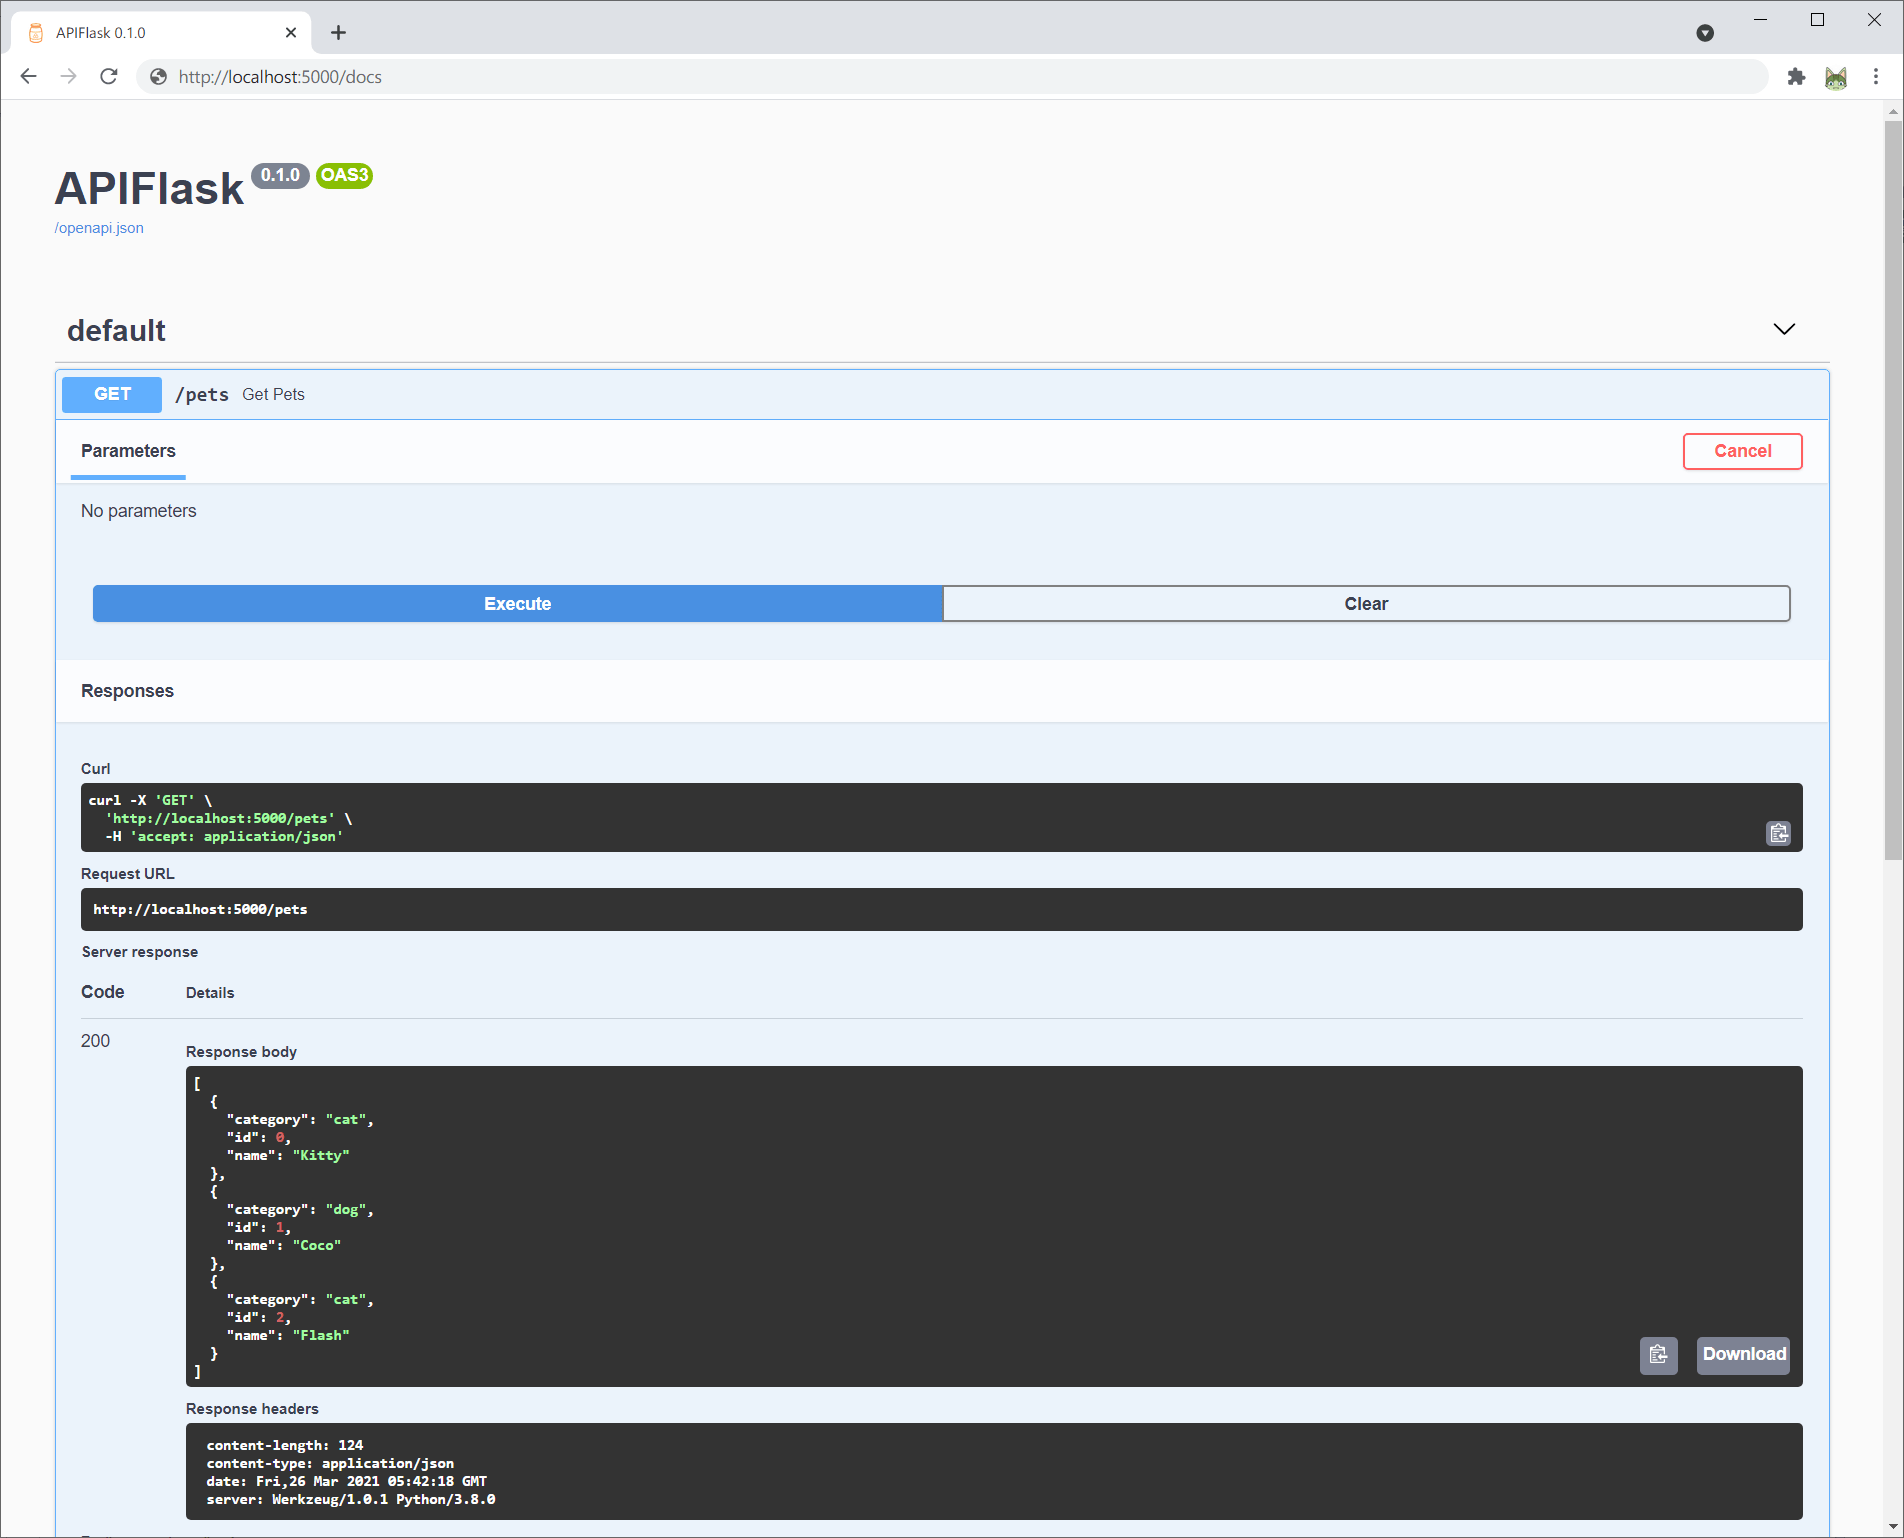 APIFlask 0.1.0
http://localhost:5000/docs
APIFlask 0.1.0 OAS3
/openapi.json
default
GET /pets Get Pets
Parameters Cancel
No parameters
Execute Clear
Responses
Curl
curl -X 'GET' \
'http://localhost:5000/pets' \
-H 'accept: application/json'
Request URL
http://localhost:5000/pets
Server response
Code Details
200
Response body
[
{
"category": "cat",
"id": 0,
"name": "Kitty"
},
{
"category": "dog",
"id": 1,
"name": "Coco"
},
{
"category": "cat",
"id": 2,
"name": "Flash"
}
]
Download
Response headers
content-length: 124
content-type: application/json
date: Fri,26 Mar 2021 05:42:18 GMT
server: Werkzeug/1.0.1 Python/3.8.0